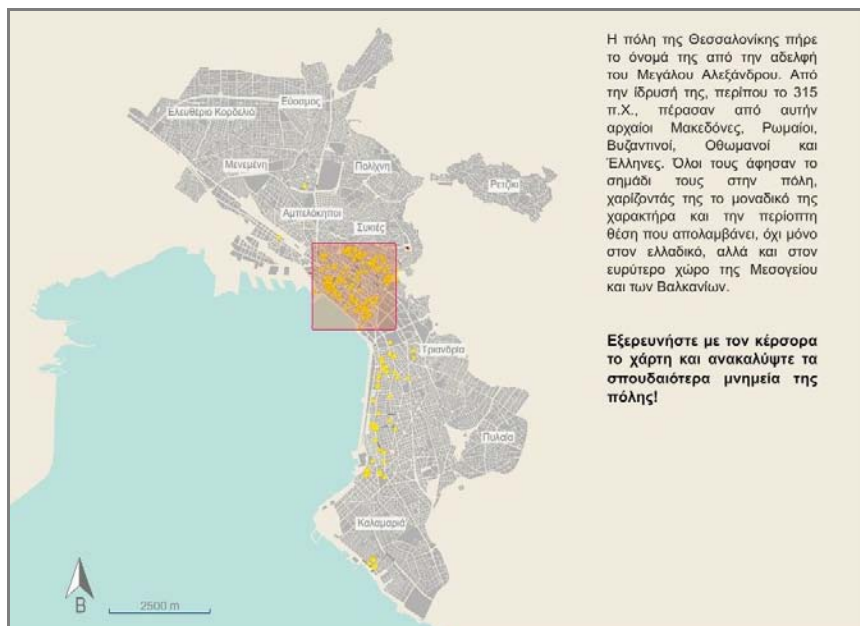 Η πόλη της Θεσσαλονίκης πήρε
το όνομά της από την αδελφή
του Μεγάλου Αλεξάνδρου. Από
την ίδρυσή της, περίπου το 315
π.Χ., πέρασαν από αυτήν
αρχαίοι Μακεδόνες, Ρωμαίοι,
Βυζαντινοί, Οθωμανοί και
Έλληνες. Όλοι τους άφησαν το
σημάδι τους στην πόλη,
χαρίζοντάς της το μοναδικό της
χαρακτήρα και την περίοπτη
θέση που απολαμβάνει, όχι μόνο
στον ελλαδικό, αλλά και στον
ευρύτερο χώρο της Μεσογείου
και των Βαλκανίων.
Εξερευνήστε με τον κέρσορα
το χάρτη και ανακαλύψτε τα
σπουδαιότερα μνημεία της
πόλης!
Εύοσμος
Ελευθέριο Κορδελιό
Μενεμένη
Πολίχνη
Ρετζίκι
Αμπελόκηποι
Συκιές
Τριανδρία
Πυλαία
Καλαμαριά
Β
2500 m